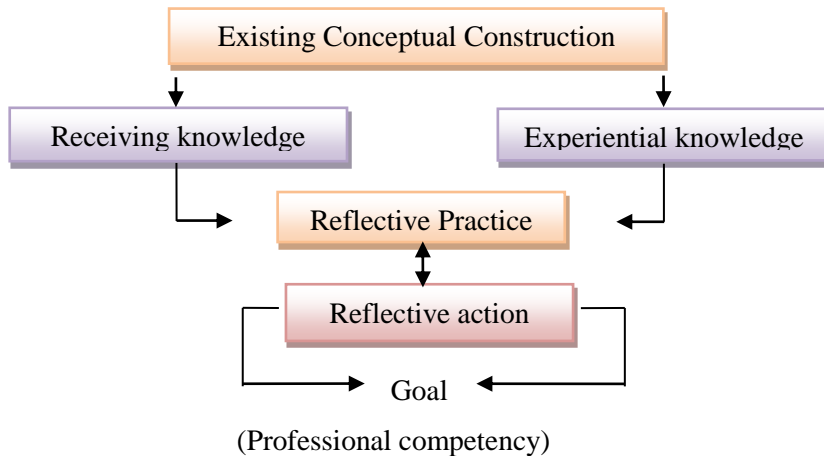 Existing Conceptual Construction
Receiving knowledge
Experiential knowledge
Reflective Practice
Reflective action
Goal
(Professional competency)